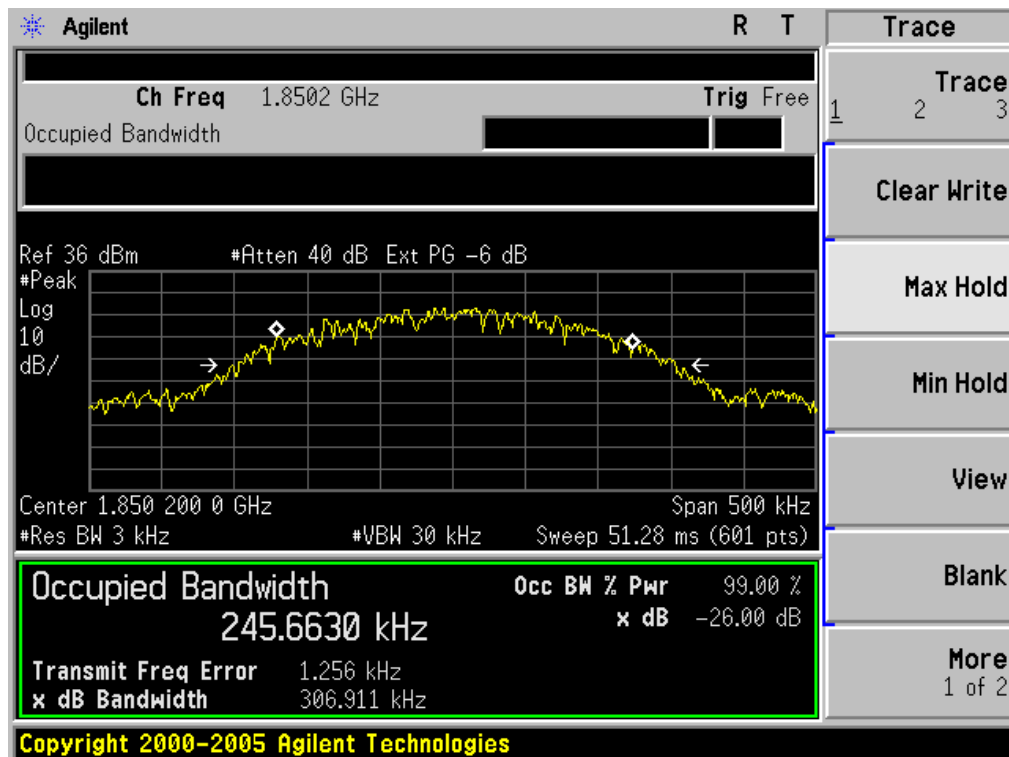 Agilent R T Trace
Ch Freq 1.8502 GHz Trig Free
Occupied Bandwidth
Ref 36 dBm #Atten 40 dB Ext PG -6 dB
#Peak
Log
10
dB/
Center 1.850 200 0 GHz Span 500 kHz
#Res BW 3 kHz #VBW 30 kHz Sweep 51.28 ms (601 pts)
Occupied Bandwidth Occ BW % Pwr 99.00 %
245.6630 kHz x dB -26.00 dB
Transmit Freq Error 1.256 kHz
x dB Bandwidth 306.911 kHz
Copyright 2000-2005 Agilent Technologies
Trace
1 2 3
Clear Write
Max Hold
Min Hold
View
Blank
More
1 of 2